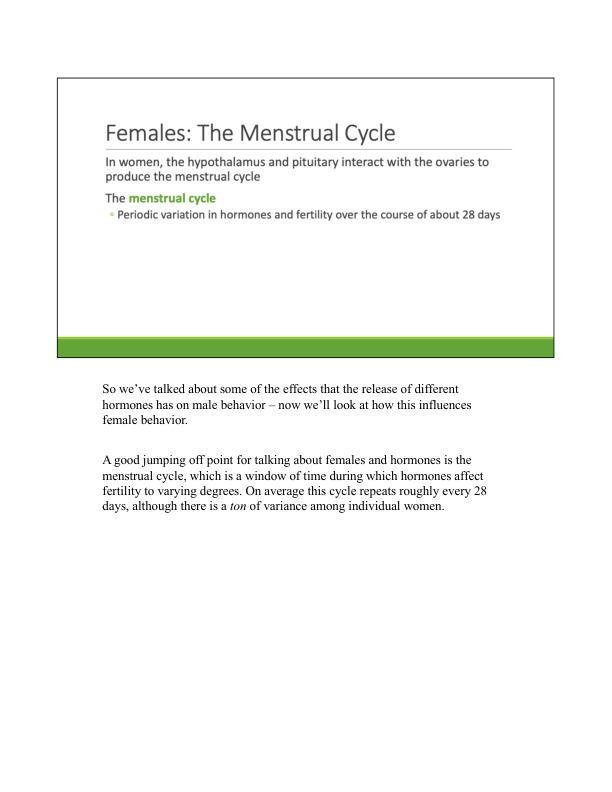 Females: The Menstrual Cycle
In women, the hypothalamus and pituitary interact with the ovaries to
produce the menstrual cycle
The menstrual cycle
▫ Periodic variation in hormones and fertility over the course of about 28 days
So we’ve talked about some of the effects that the release of different
hormones has on male behavior – now we’ll look at how this influences
female behavior.
A good jumping off point for talking about females and hormones is the
menstrual cycle, which is a window of time during which hormones affect
fertility to varying degrees. On average this cycle repeats roughly every 28
days, although there is a ton of variance among individual women.